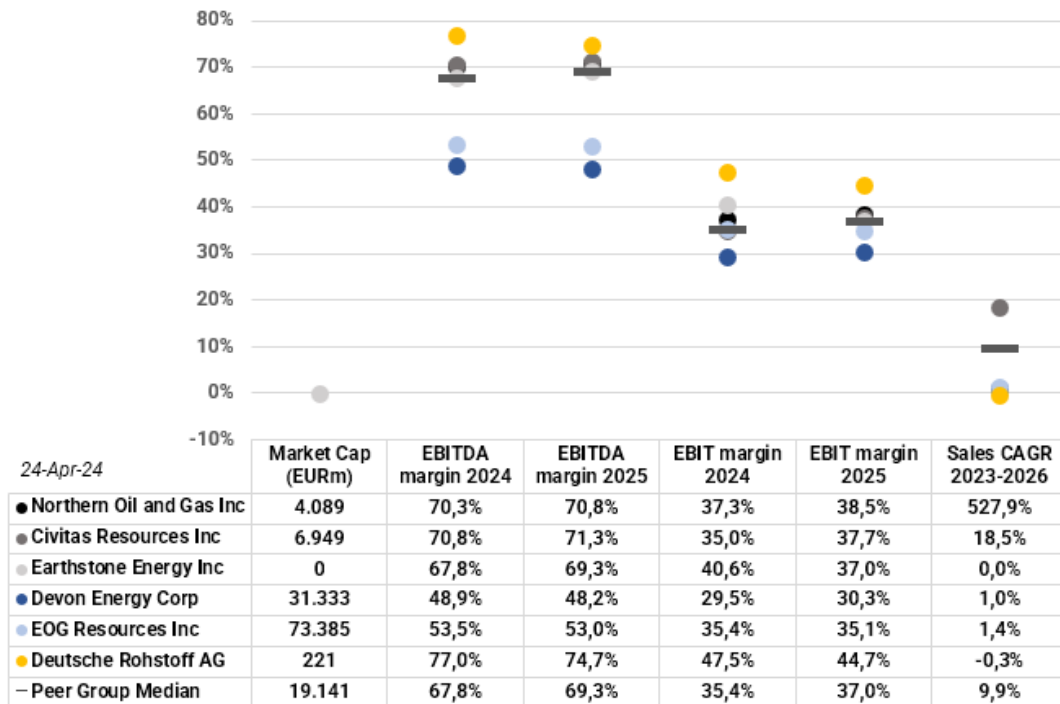 80%
70%
60%
50%
40%
30%
20%
10%
0%
-10%
24-Apr-24 Market Cap (EURm) EBITDA margin 2024 EBITDA margin 2025 EBIT margin 2024 EBIT margin 2025 Sales CAGR 2023-2026
Northern Oil and Gas Inc 4.089 70,3% 70,8% 37,3% 38,5% 527,9%
Civitas Resources Inc 6.949 70,8% 71,3% 35,0% 37,7% 18,5%
Earthstone Energy Inc 0 67,8% 69,3% 40,6% 37,0% 0,0%
Devon Energy Corp 31.333 48,9% 48,2% 29,5% 30,3% 1,0%
EOG Resources Inc 73.385 53,5% 53,0% 35,4% 35,1% 1,4%
Deutsche Rohstoff AG 221 77,0% 74,7% 47,5% 44,7% -0,3%
Peer Group Median 19.141 67,8% 69,3% 35,4% 37,0% 9,9%